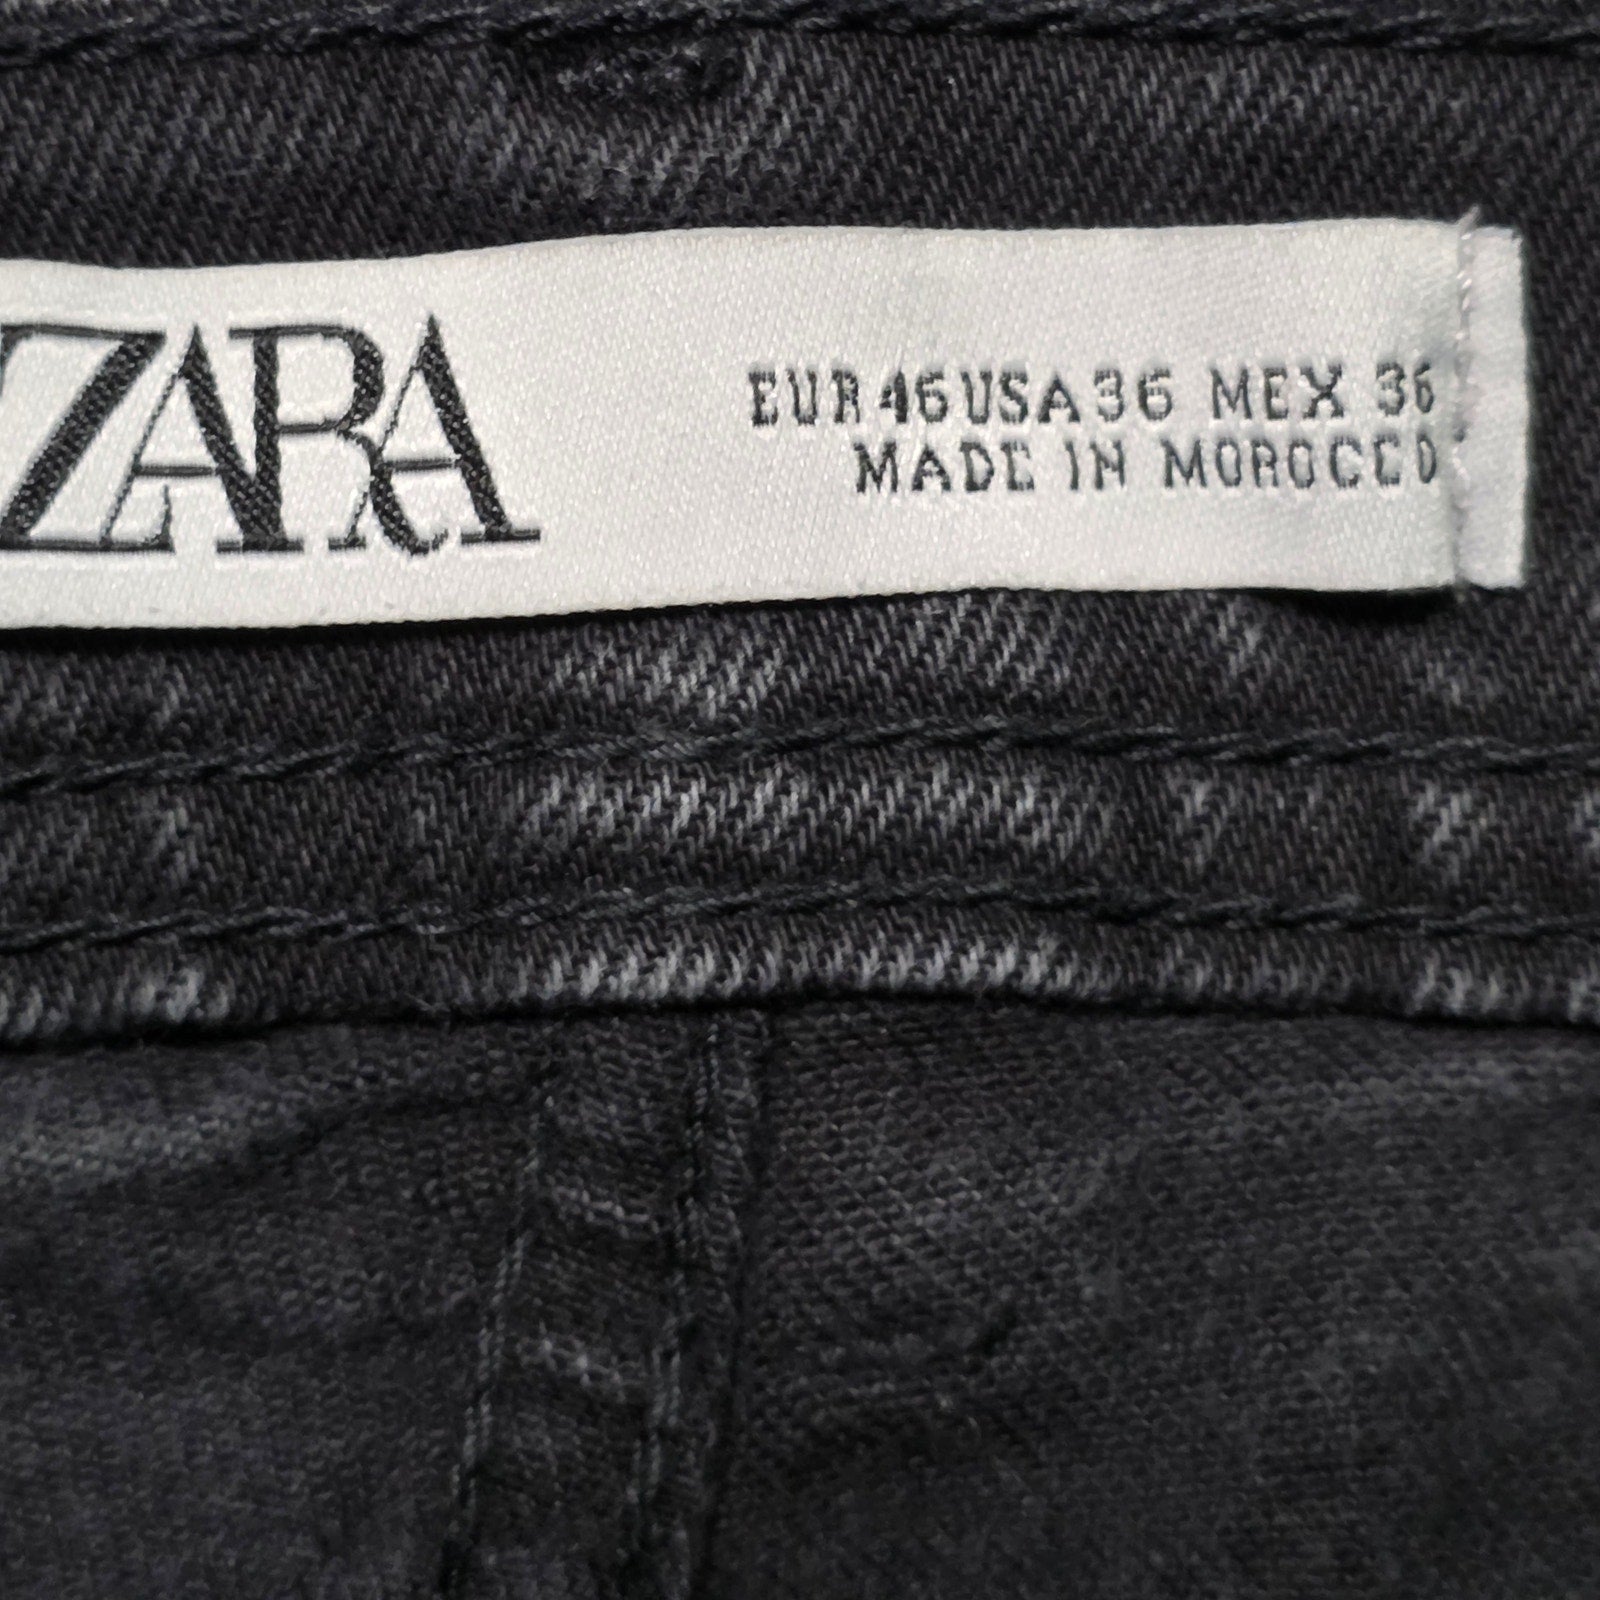 ZARA
EUR 46 USA 36 MEX 36
MADE IN MOROCCO